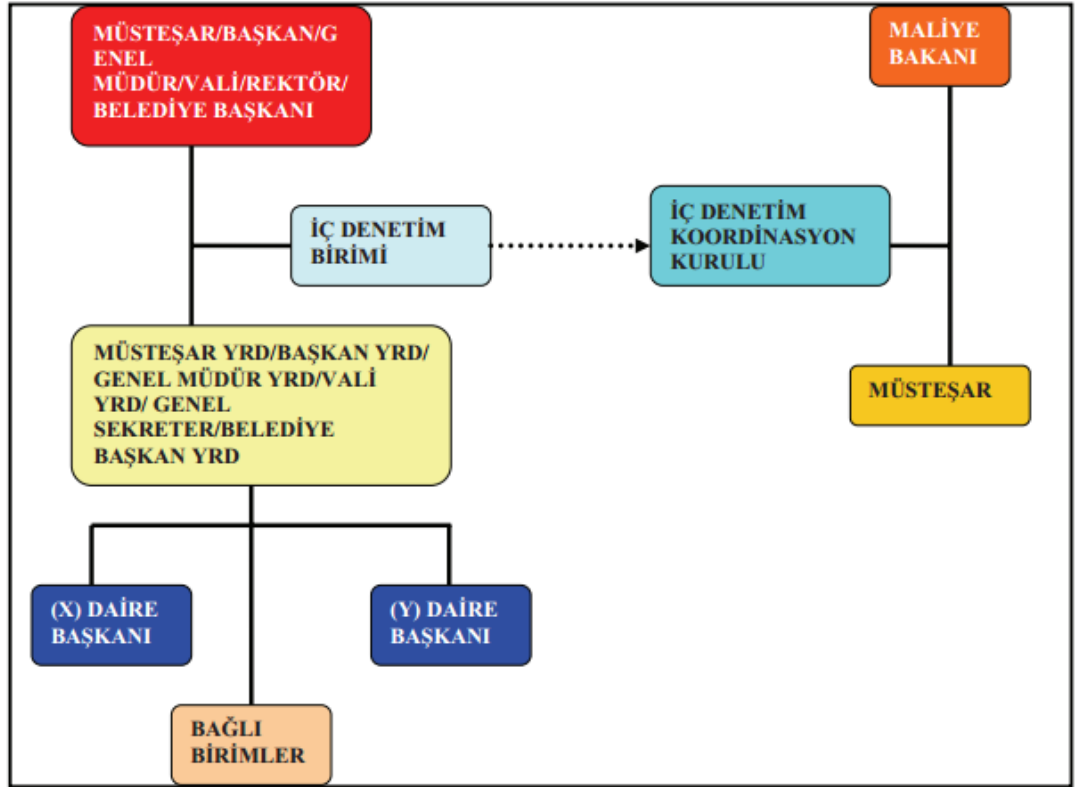 MÜSTEŞAR/BAŞKAN/G
ENEL
MÜDÜR/VALİ/REKTÖR/
BELEDİYE BAŞKANI
MALİYE
BAKANI
İÇ DENETİM
BİRİMİ
İÇ DENETİM
KOORDİNASYON
KURULU
MÜSTEŞAR YRD/BAŞKAN YRD/
GENEL MÜDÜR YRD/VALİ
YRD/ GENEL
SEKRETER/BELEDİYE
BAŞKAN YRD
MÜSTEŞAR
(X) DAİRE
BAŞKANI
(Y) DAİRE
BAŞKANI
BAĞLI
BİRİMLER